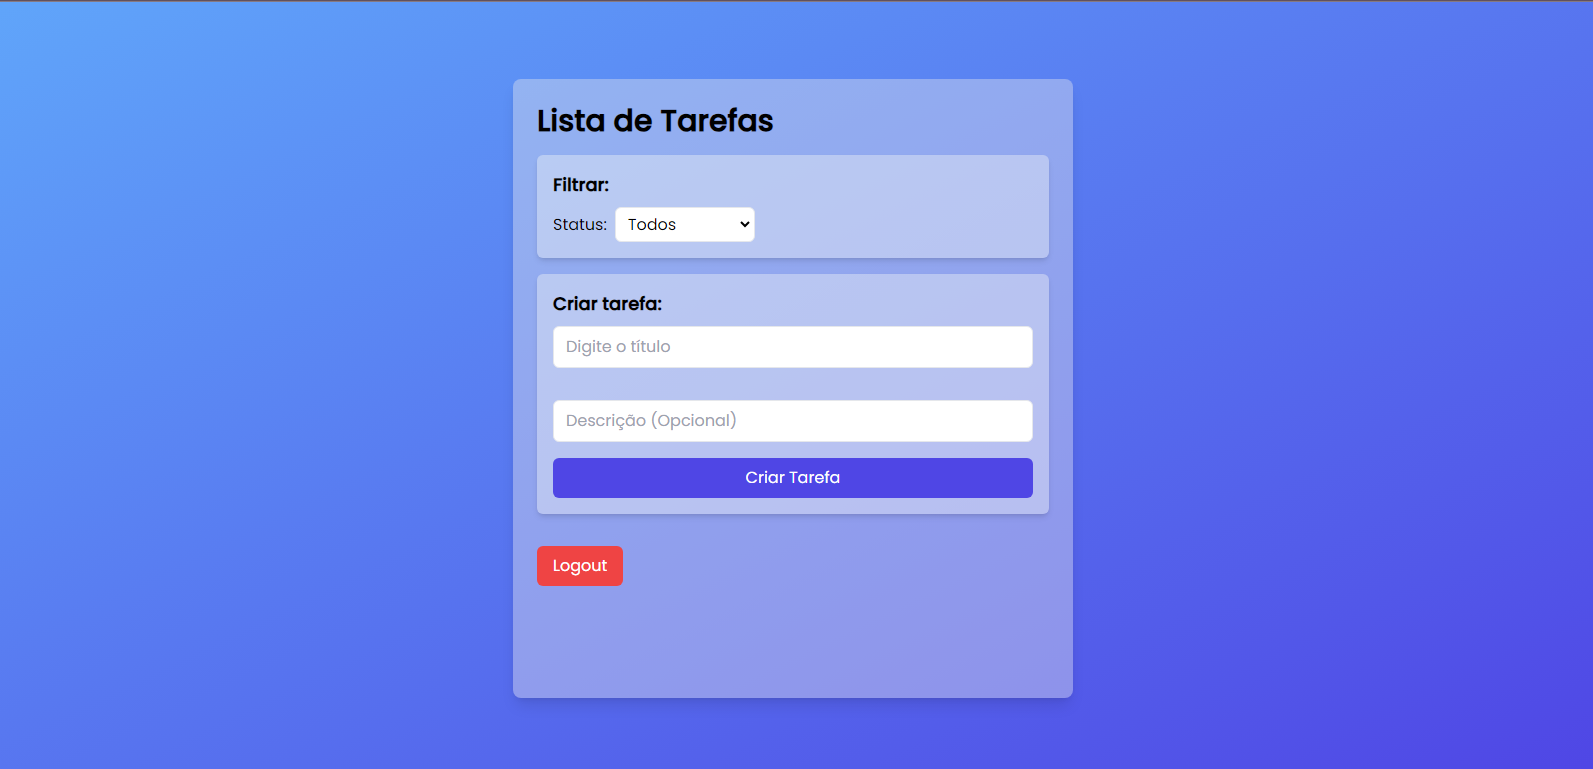 Lista de Tarefas
Filtrar:
Status: Todos
Criar tarefa:
Digite o título
Descrição (Opcional)
Criar Tarefa
Logout